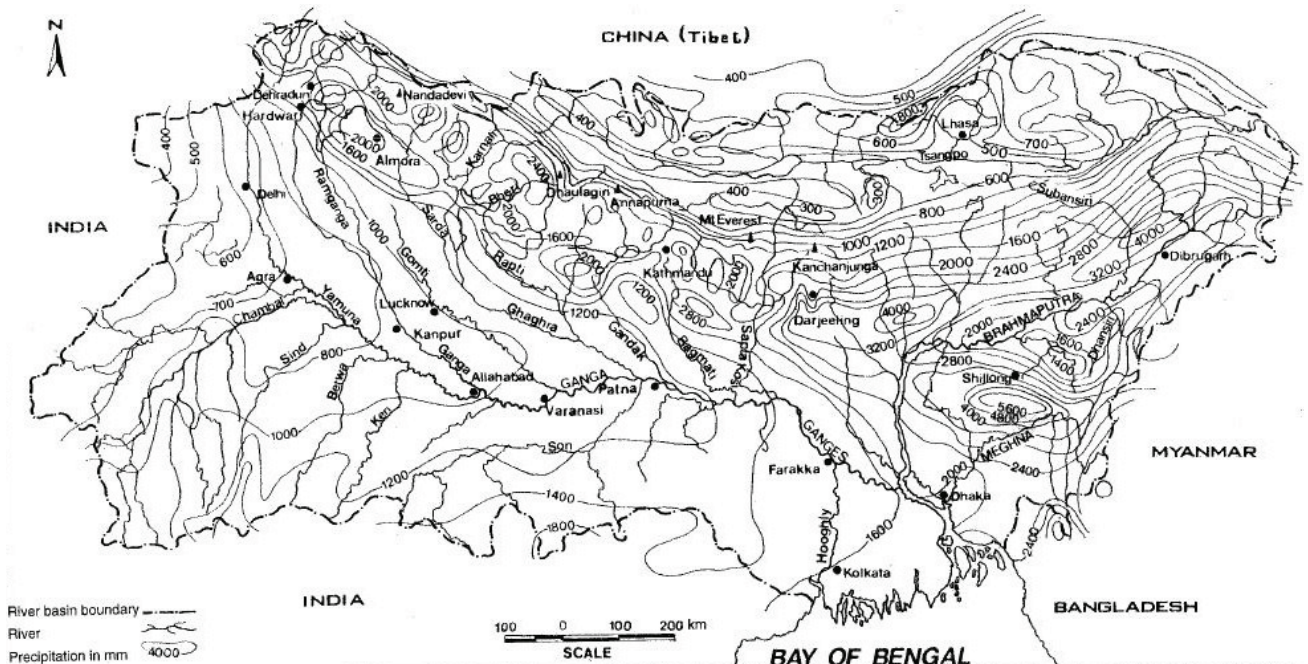 N
CHINA (Tibet)
400
500
1800
Dehradun
2000
Nandadevi
Hardwar
400
Lhasa
600
700
Tsangpo
500
400
500
2000
Almora
1600
Karnali
2400
Dhaulagiri
Bheri
Annapurna
400
300
300
600
Subansiri
Delhi
Ramganga
Sarda
2000
Mt Everest
800
INDIA
1000
1600
1000
1200
1600
2800
4000
Kanchanjunga
2000
Dibrugarh
600
Gomti
Rapti
2000
Kathmandu
2000
2400
3200
Agra
1200
Darjeeling
4000
700
Chambal
Yamuna
Lucknow
Ghaghra
1200
2800
BRAHMAPUTRA
2000
2400
1600
Kanpur
Gandak
Bagmati
Sapta Kosi
3200
Dhansiri
Sind
800
Ganga
2800
1400
Betwa
Allahabad
GANGA
Patna
Shillong
Ken
Varanasi
5600
4000
4800
1000
Son
GANGES
MEGHNA
MYANMAR
Farakka
2400
1200
2000
Dhaka
1400
1800
Hooghly
1600
2400
Kolkata
INDIA
River basin boundary
River
Precipitation in mm
4000
100 0 100 200 km
SCALE
BANGLADESH
BAY OF BENGAL